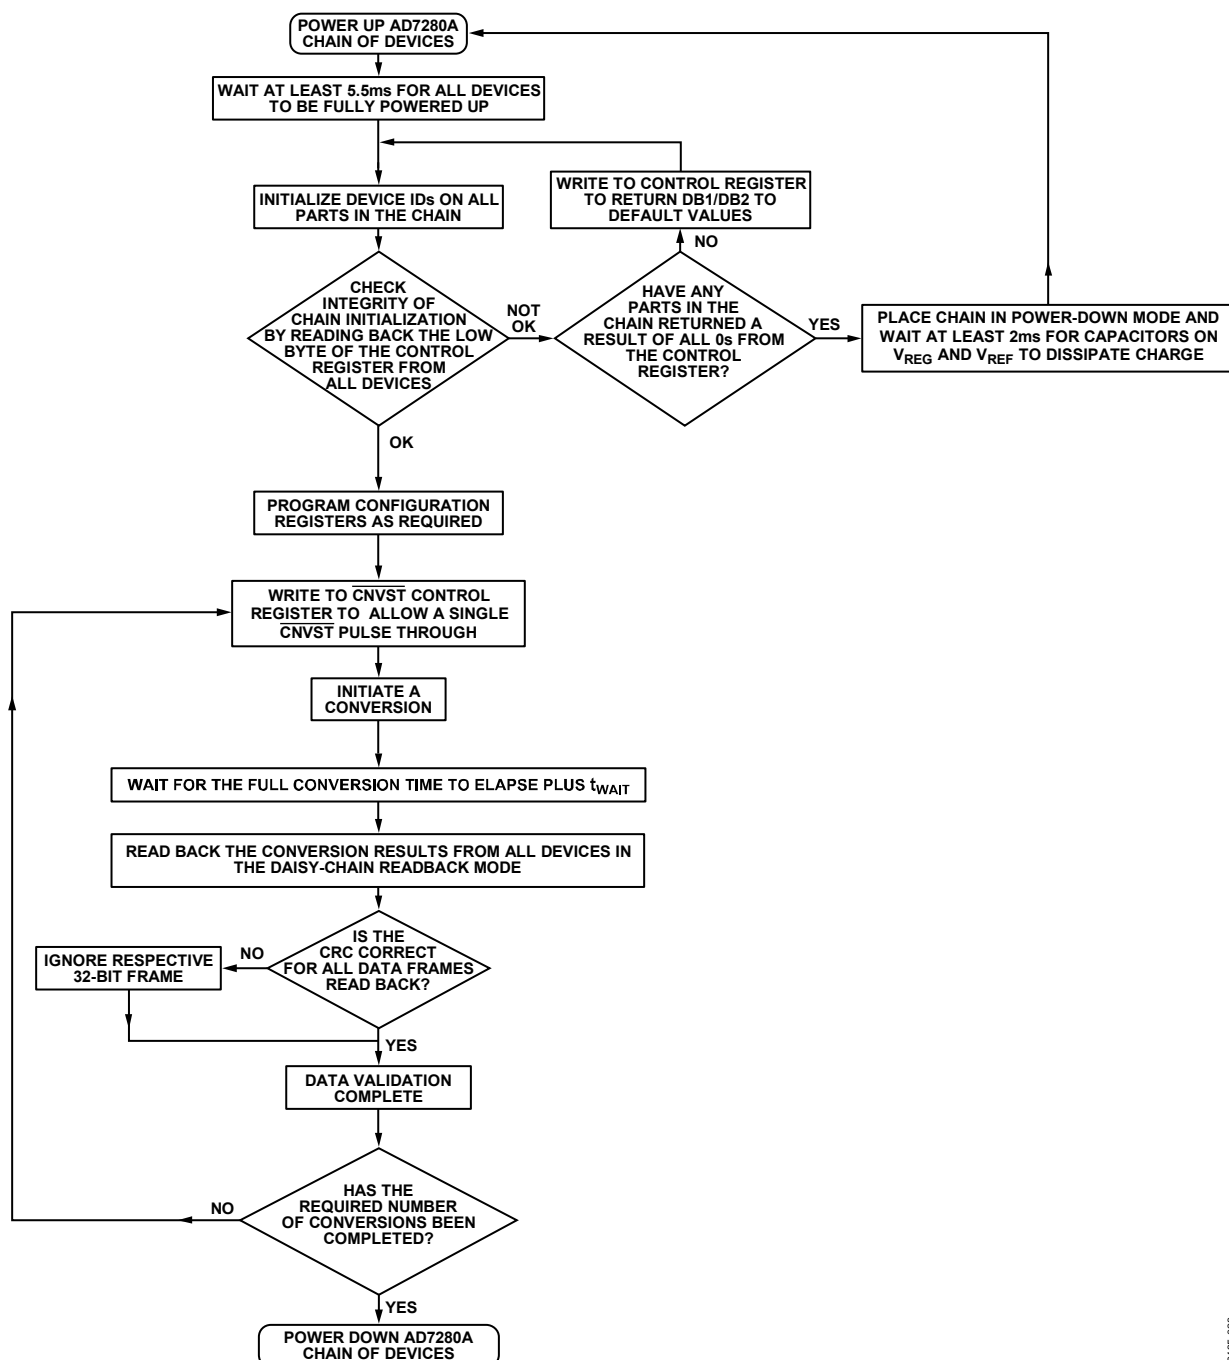 POWER UP AD7280A
CHAIN OF DEVICES
WAIT AT LEAST 5.5ms FOR ALL DEVICES
TO BE FULLY POWERED UP
INITIALIZE DEVICE IDs ON ALL
PARTS IN THE CHAIN
WRITE TO CONTROL REGISTER
TO RETURN DB1/DB2 TO
DEFAULT VALUES
NO
CHECK
INTEGRITY OF
CHAIN INITIALIZATION
BY READING BACK THE LOW
BYTE OF THE CONTROL
REGISTER FROM
ALL DEVICES
NOT
OK
HAVE ANY
PARTS IN THE
CHAIN RETURNED A
RESULT OF ALL 0s FROM
THE CONTROL
REGISTER?
YES
PLACE CHAIN IN POWER-DOWN MODE AND
WAIT AT LEAST 2ms FOR CAPACITORS ON
VREG AND VREF TO DISSIPATE CHARGE
OK
PROGRAM CONFIGURATION
REGISTERS AS REQUIRED
WRITE TO CNVST CONTROL
REGISTER TO ALLOW A SINGLE
CNVST PULSE THROUGH
INITIATE A
CONVERSION
WAIT FOR THE FULL CONVERSION TIME TO ELAPSE PLUS tWAIT
READ BACK THE CONVERSION RESULTS FROM ALL DEVICES IN
THE DAISY-CHAIN READBACK MODE
IS THE
CRC CORRECT
FOR ALL DATA FRAMES
READ BACK?
NO
IGNORE RESPECTIVE
32-BIT FRAME
YES
DATA VALIDATION
COMPLETE
HAS THE
REQUIRED NUMBER
OF CONVERSIONS BEEN
COMPLETED?
NO
YES
POWER DOWN AD7280A
CHAIN OF DEVICES